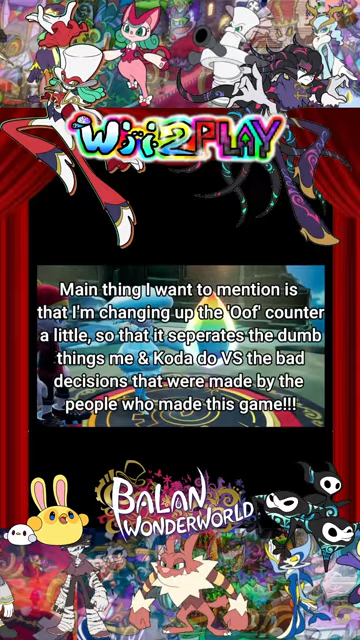 Wii2PLAY
Main thing I want to mention is
that I'm changing up the 'Oof' counter
a little, so that it seperates the dumb
things me & Koda do VS the bad
decisions that were made by the
people who made this game!!!
BALAN
WONDERWORLD